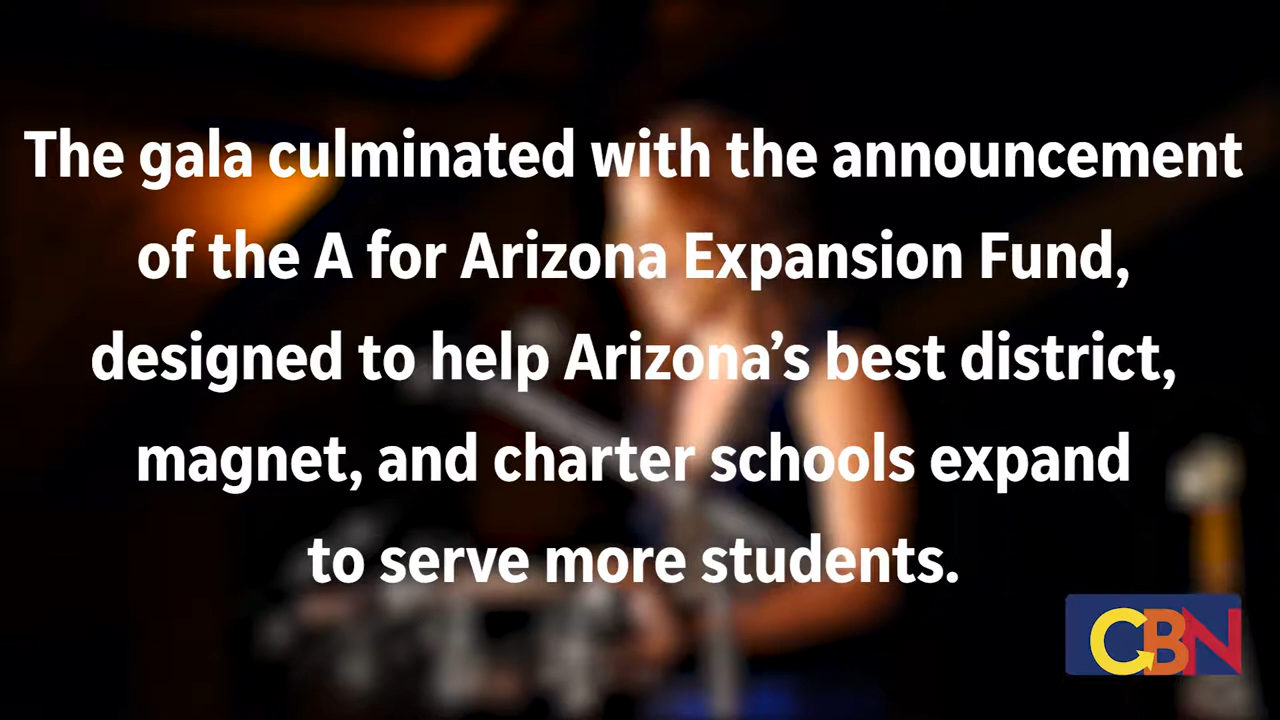 The gala culminated with the announcement
of the A for Arizona Expansion Fund,
designed to help Arizona’s best district,
magnet, and charter schools expand
to serve more students.
CBN